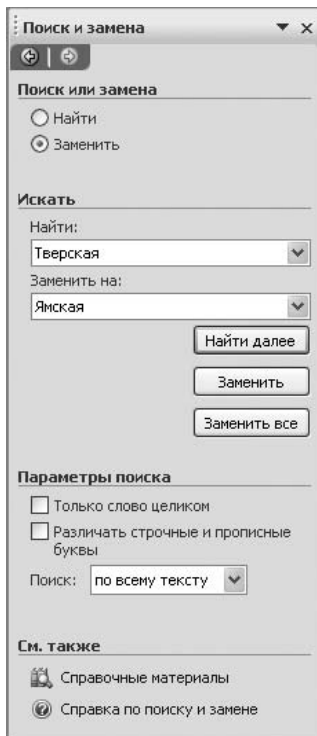 Поиск и замена
Поиск или замена
Найти
Заменить
Искать
Найти:
Тверская
Заменить на:
Ямская
Найти далее
Заменить
Заменить все
Параметры поиска
Только слово целиком
Различать строчные и прописные
буквы
Поиск: по всему тексту
См. также
Справочные материалы
Справка по поиску и замене